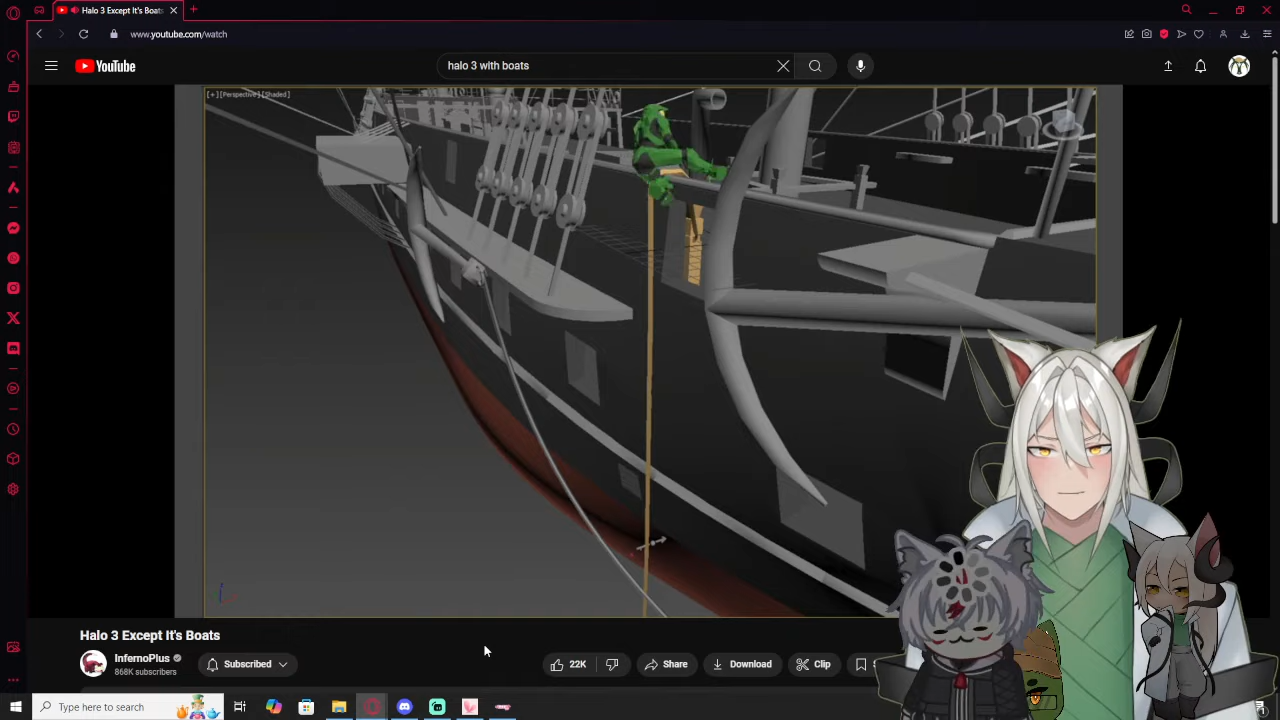 Halo 3 Except It's Boats
www.youtube.com/watch
YouTube
halo 3 with boats
[+][Perspective][Shaded]
Halo 3 Except It's Boats
InfernoPlus
868K subscribers
Subscribed
22K
Share
Download
Clip
Type here to search